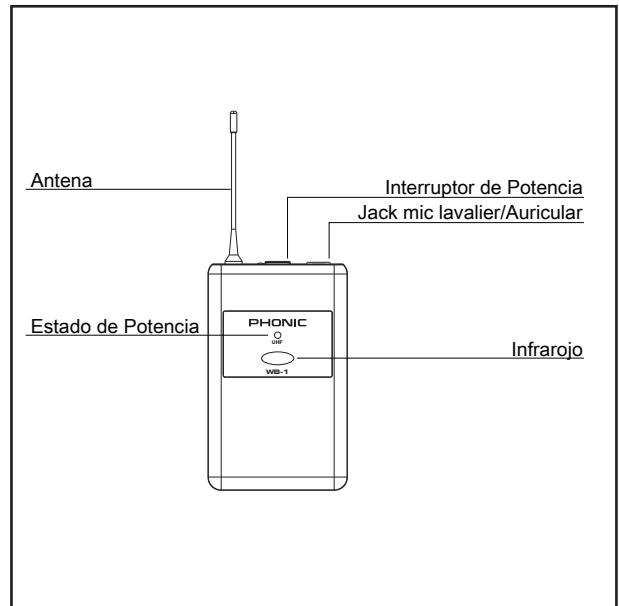 Antena
Interruptor de Potencia
Jack mic lavalier/Auricular
Estado de Potencia
PHONIC
UHF
Infrarojo
WB-1